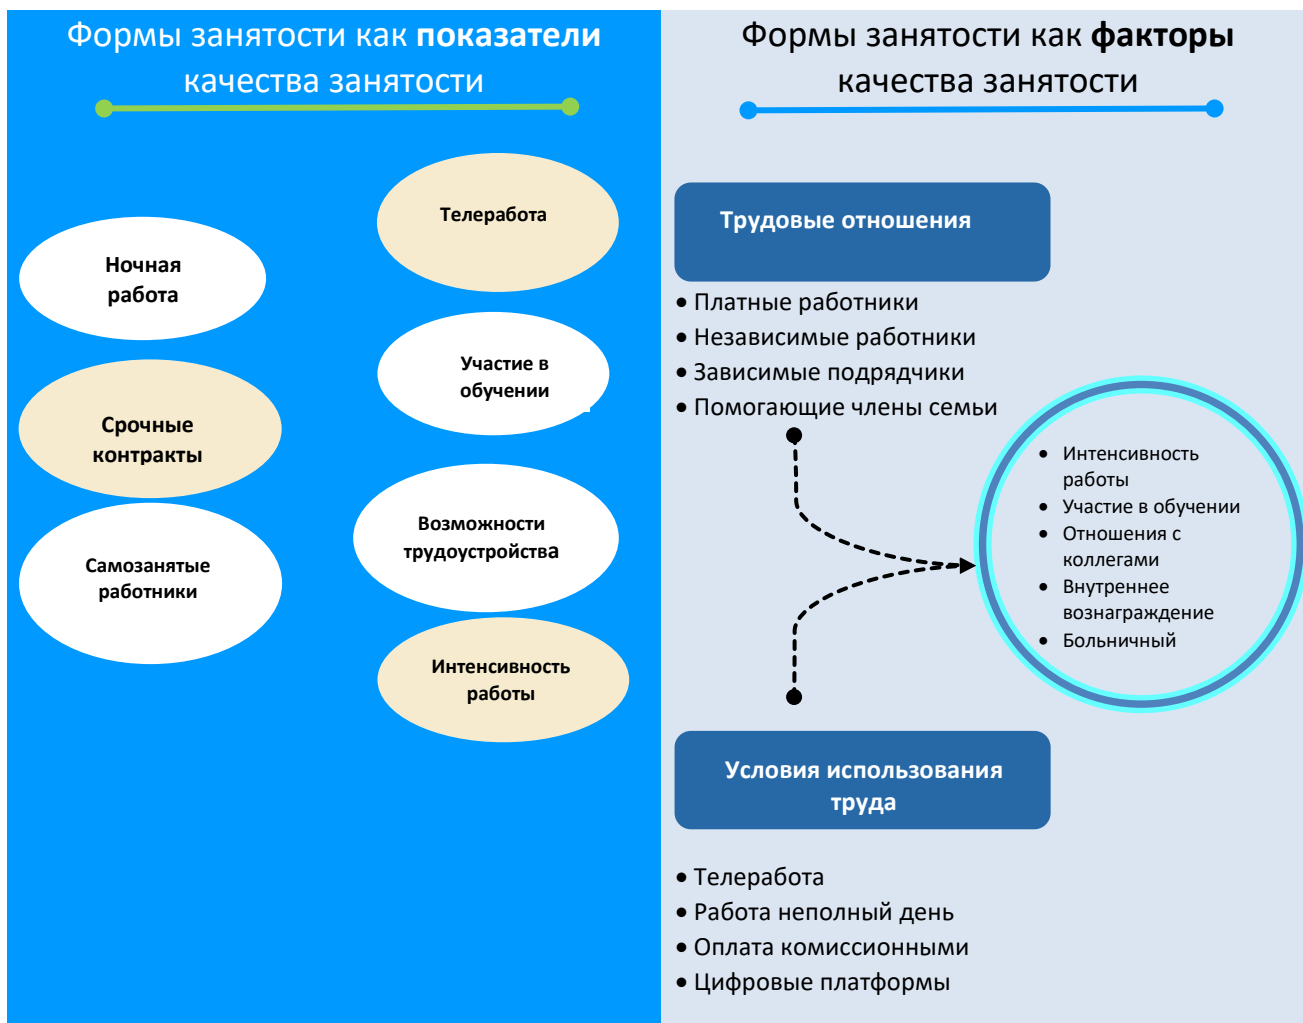 Формы занятости как показатели
качества занятости
Телеработа
Ночная
работа
Участие в
обучении
Срочные
контракты
Возможности
трудоустройства
Самозанятые
работники
Интенсивность
работы
Формы занятости как факторы
качества занятости
Трудовые отношения
• Платные работники
• Независимые работники
• Зависимые подрядчики
• Помогающие члены семьи
• Интенсивность
работы
• Участие в обучении
• Отношения с
коллегами
• Внутреннее
вознаграждение
• Больничный
Условия использования
труда
• Телеработа
• Работа неполный день
• Оплата комиссионными
• Цифровые платформы